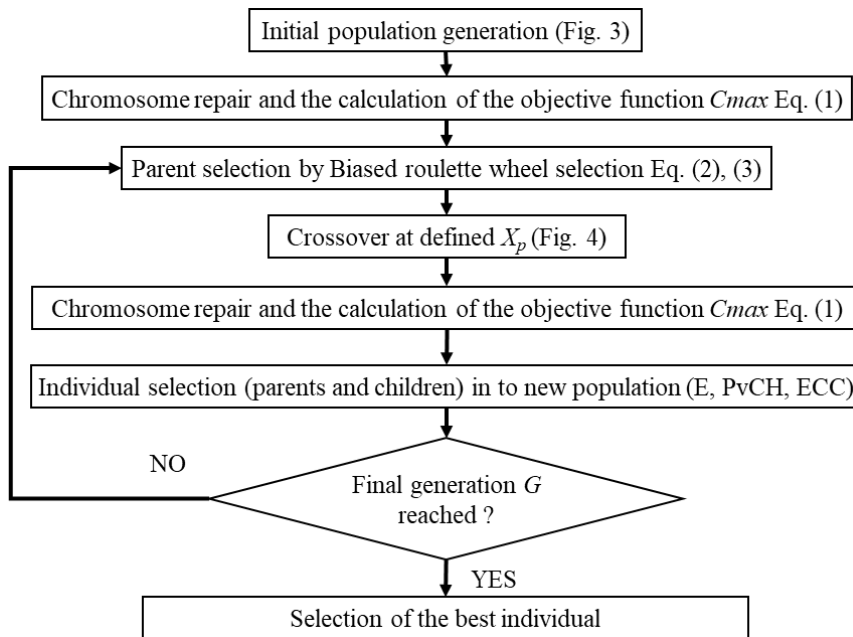 Initial population generation (Fig. 3)
Chromosome repair and the calculation of the objective function Cmax Eq. (1)
Parent selection by Biased roulette wheel selection Eq. (2), (3)
Crossover at defined Xp (Fig. 4)
Chromosome repair and the calculation of the objective function Cmax Eq. (1)
Individual selection (parents and children) in to new population (E, PvCH, ECC)
NO
Final generation G
reached ?
YES
Selection of the best individual